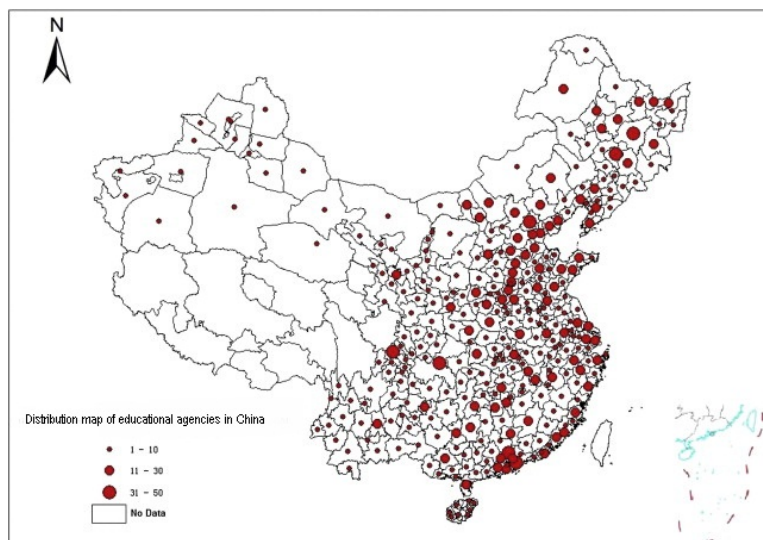 N
Distribution map of educational agencies in China
1 - 10
11 - 30
31 - 50
No Data